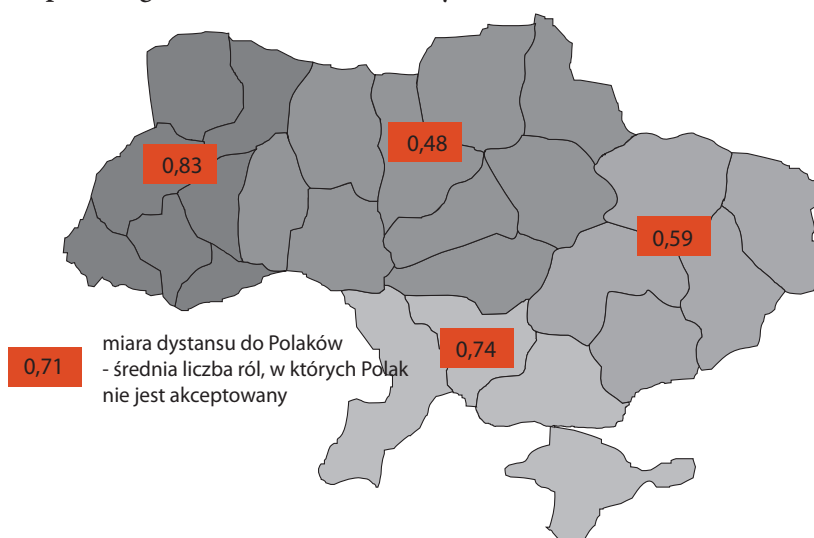 0,83
0,48
0,59
0,74
0,71
miara dystansu do Polaków
- średnia liczba ról, w których Polak
nie jest akceptowany